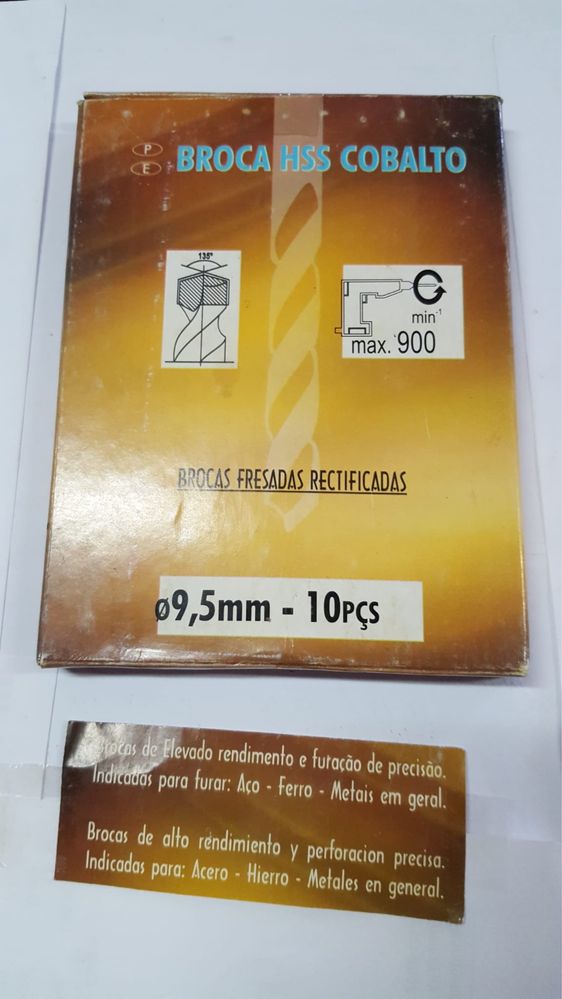 P
E
BROCA HSS COBALTO
135º
min⁻¹
max. 900
BROCAS FRESADAS RECTIFICADAS
ø9,5mm - 10PÇS
Brocas de Elevado rendimento e furação de precisão.
Indicadas para furar: Aço - Ferro - Metais em geral.
Brocas de alto rendimiento y perforacion precisa.
Indicadas para: Acero - Hierro - Metales en general.